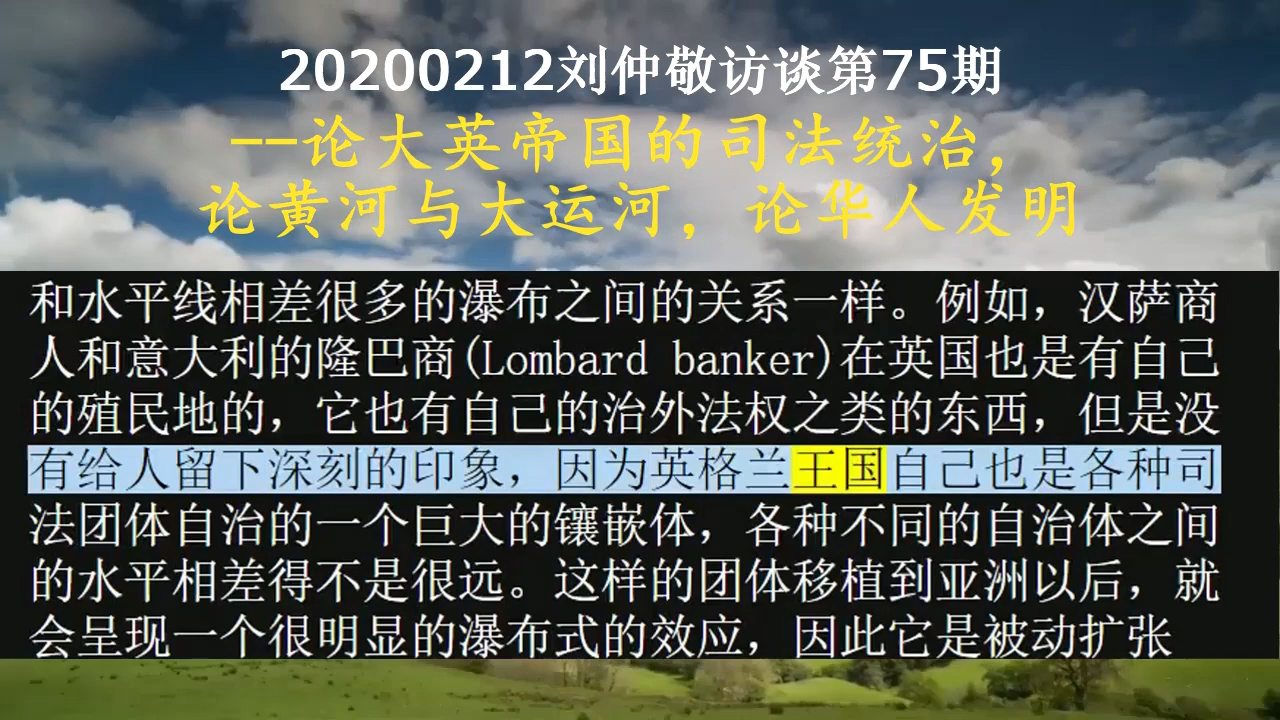 20200212刘仲敬访谈第75期
--论大英帝国的司法统治，
论黄河与大运河，论华人发明
和水平线相差很多的瀑布之间的关系一样。例如，汉萨商
人和意大利的隆巴商(Lombard banker)在英国也是有自己
的殖民地的，它也有自己的治外法权之类的东西，但是没
有给人留下深刻的印象，因为英格兰王国自己也是各种司
法团体自治的一个巨大的镶嵌体，各种不同的自治体之间
的水平相差得不是很远。这样的团体移植到亚洲以后，就
会呈现一个很明显的瀑布式的效应，因此它是被动扩张